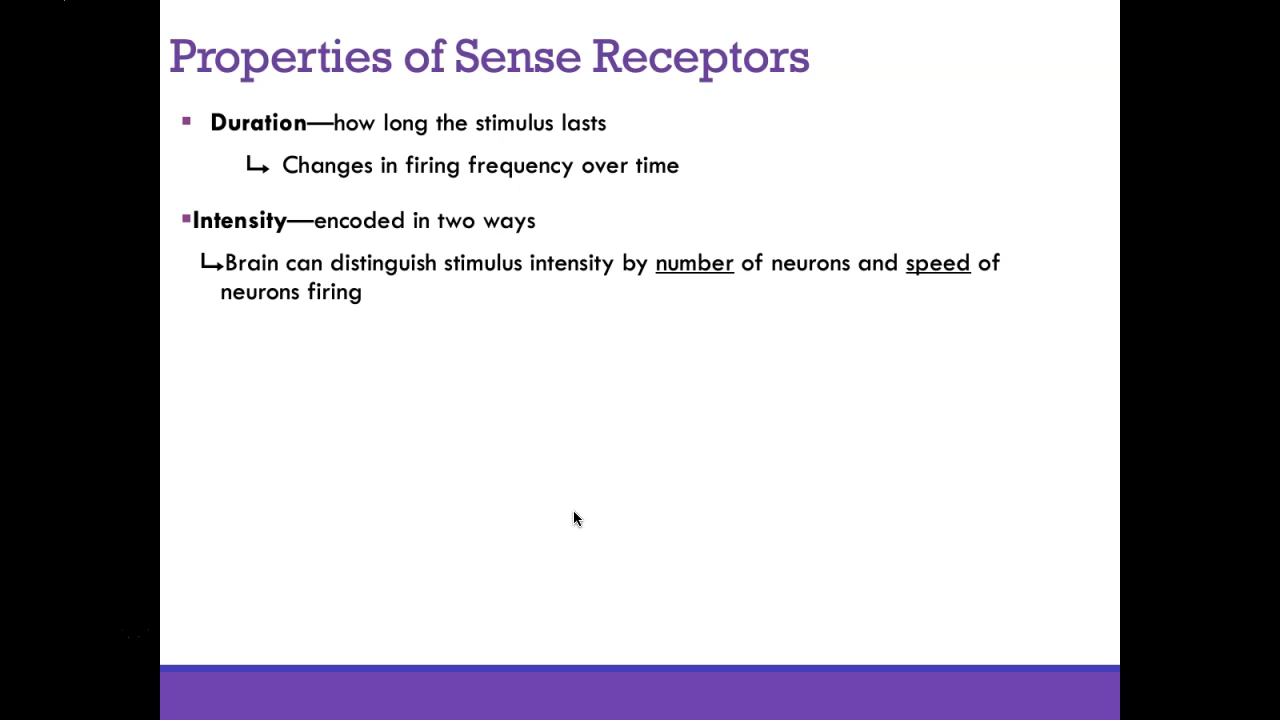 Properties of Sense Receptors
▪ Duration—how long the stimulus lasts
↳ Changes in firing frequency over time
▪Intensity—encoded in two ways
↳Brain can distinguish stimulus intensity by number of neurons and speed of
neurons firing